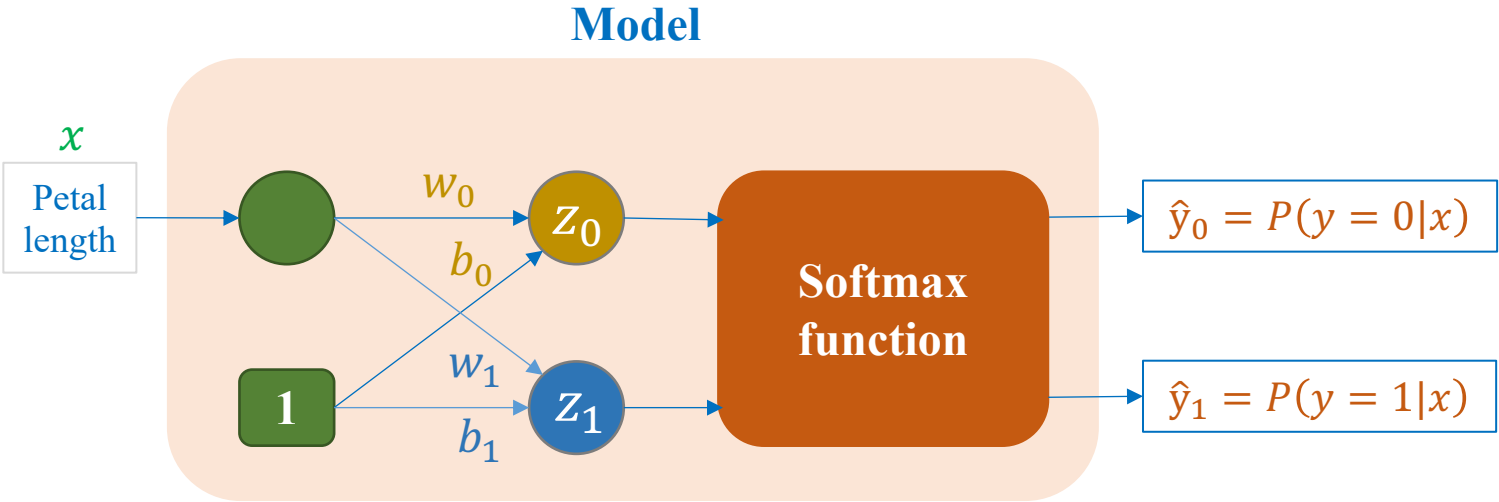 Model
x
Petal
length
w₀
z₀
b₀
Softmax
function
ŷ₀ = P(y = 0|x)
1
w₁
z₁
b₁
ŷ₁ = P(y = 1|x)